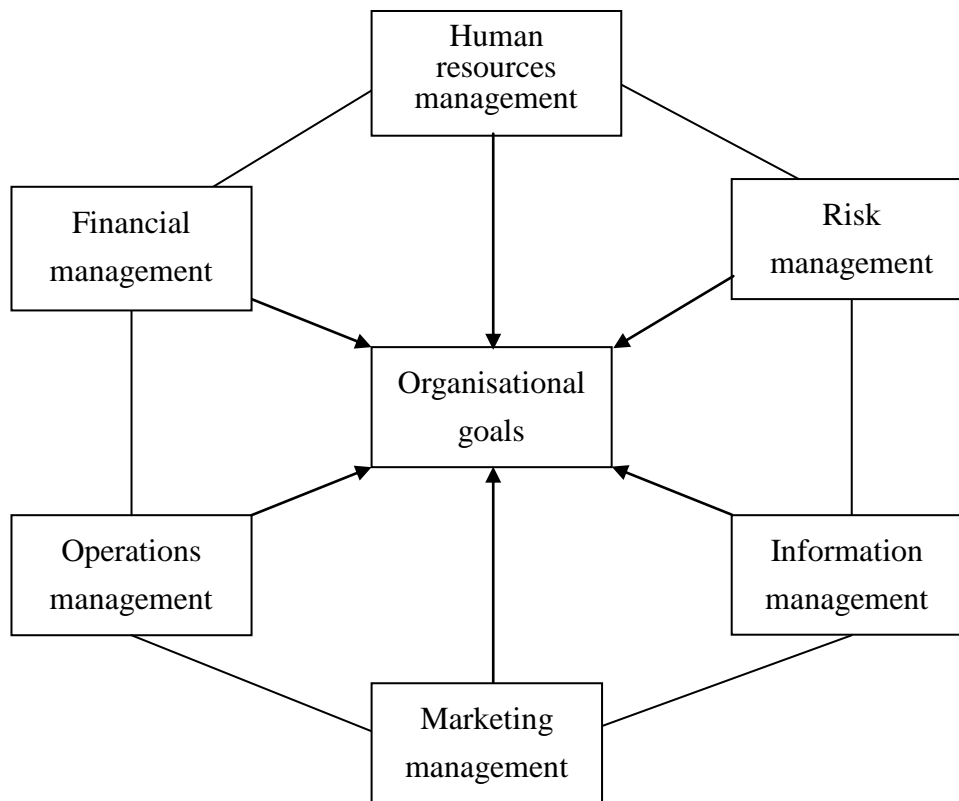 Human
resources
management
Financial
management
Risk
management
Organisational
goals
Operations
management
Information
management
Marketing
management